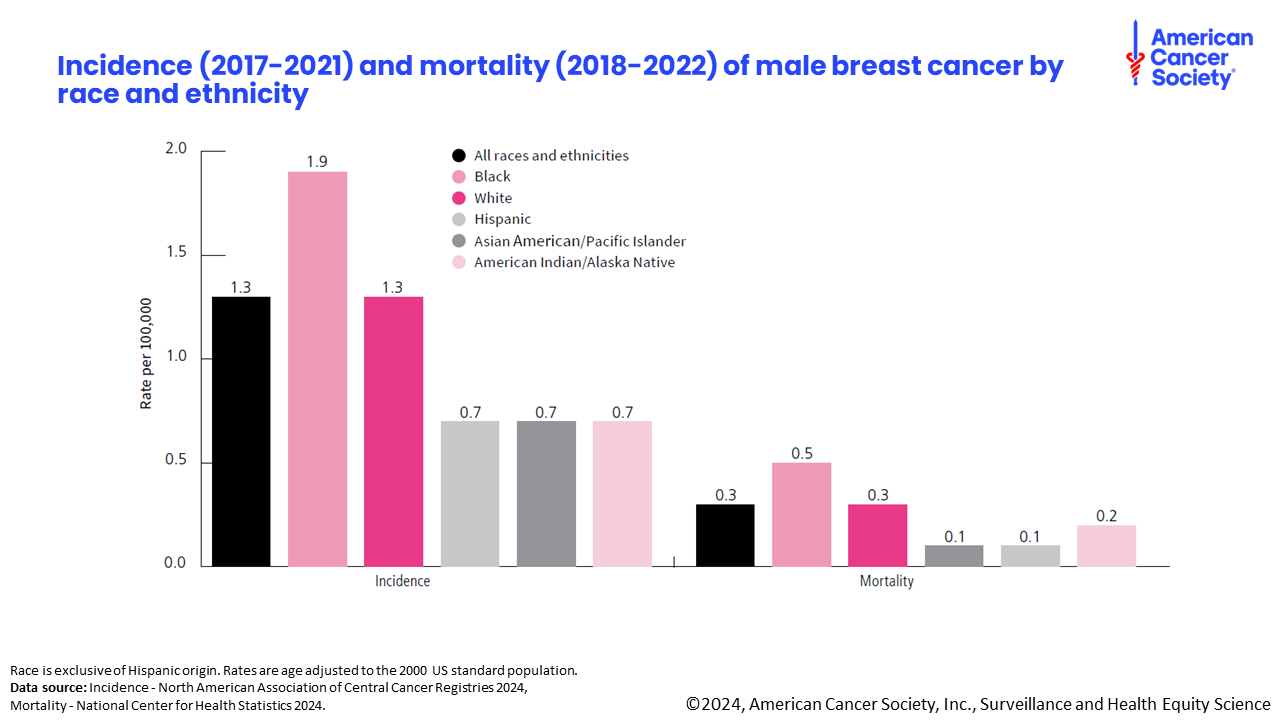 Incidence (2017-2021) and mortality (2018-2022) of male breast cancer by
race and ethnicity
American
Cancer
Society®
2.0
1.5
1.0
0.5
0.0
Rate per 100,000
All races and ethnicities
Black
White
Hispanic
Asian American/Pacific Islander
American Indian/Alaska Native
1.3
1.9
1.3
0.7
0.7
0.7
0.3
0.5
0.3
0.1
0.1
0.2
Incidence
Mortality
Race is exclusive of Hispanic origin. Rates are age adjusted to the 2000 US standard population.
Data source: Incidence - North American Association of Central Cancer Registries 2024,
Mortality - National Center for Health Statistics 2024.
©2024, American Cancer Society, Inc., Surveillance and Health Equity Science